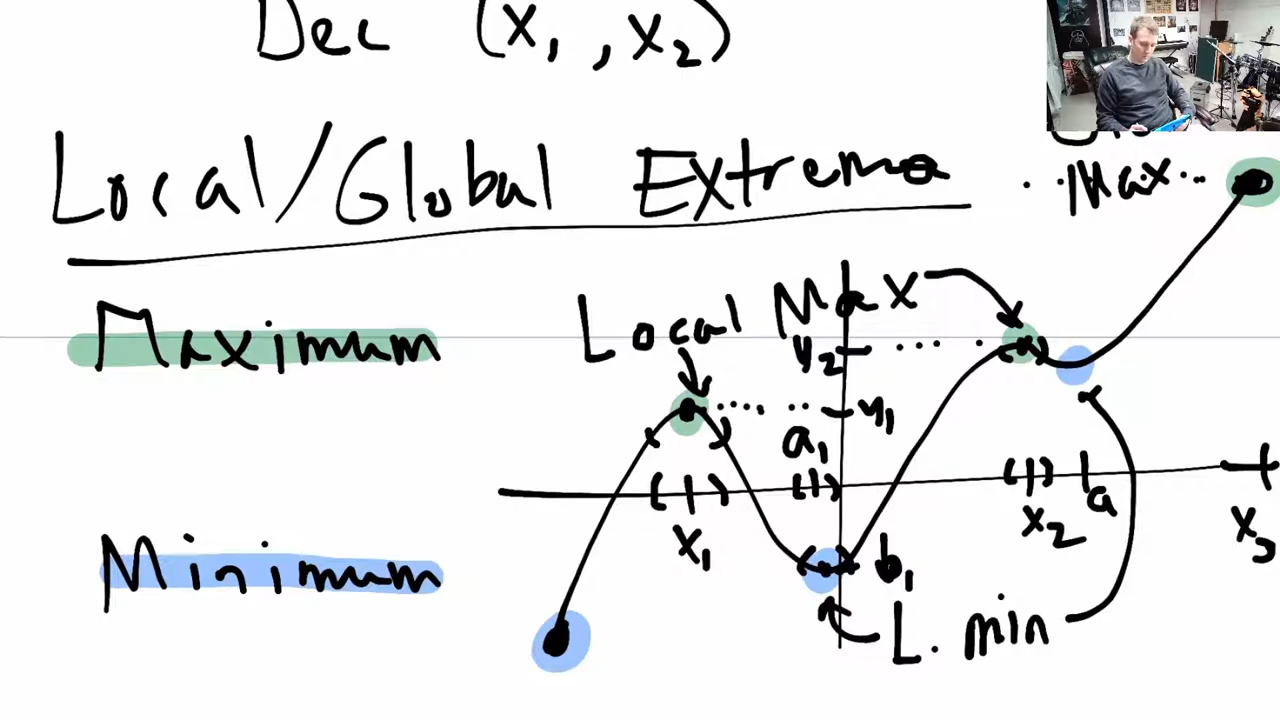 Dec (x₁, x₂)
Local/Global Extrema
Max
Maximum
Local Max
y₂
y₁
a₁
x₁
x₂
a
x₃
b₁
Minimum
L. min